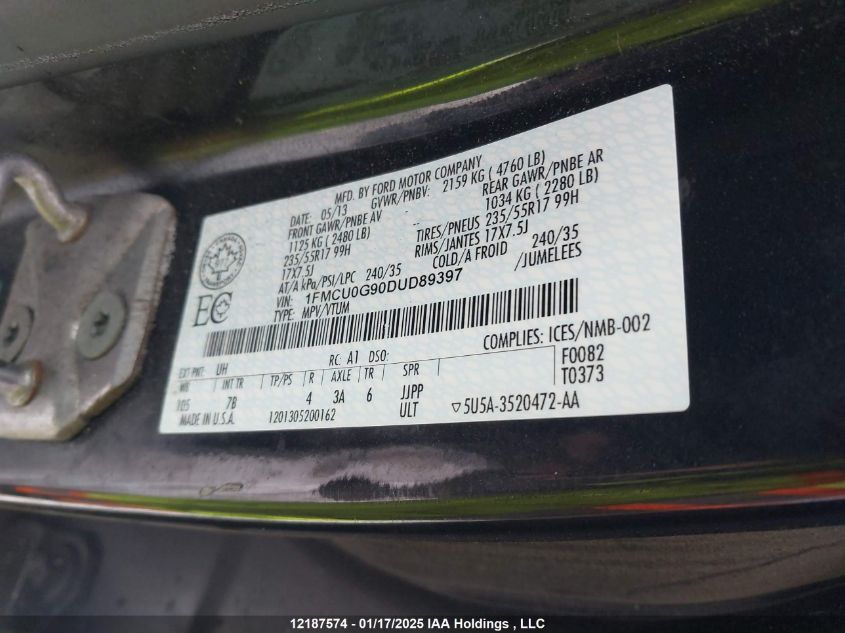 MFD. BY FORD MOTOR COMPANY
DATE: 05/13 GVWR/PNBV: 2159 KG ( 4760 LB)
FRONT GAWR/PNBE AV REAR GAWR/PNBE AR
1125 KG ( 2480 LB) 1034 KG ( 2280 LB)
235/55R17 99H TIRES/PNEUS 235/55R17 99H
17X7.5J RIMS/JANTES 17X7.5J
AT/A kPa/PSI/LPC 240/35 COLD/A FROID 240/35
VIN: 1FMCU0G90DUD89397 /JUMELEES
TYPE: MPV/VTUM
EC
COMPLIES: ICES/NMB-002
EXT PNT: UH RC: A1 DSO: F0082
WB INT TR TP/PS R AXLE TR SPR T0373
105 7B 4 3A 6 JJPP
MADE IN U.S.A. 1201305200162 ULT ▽5U5A-3520472-AA
12187574 - 01/17/2025 IAA Holdings , LLC